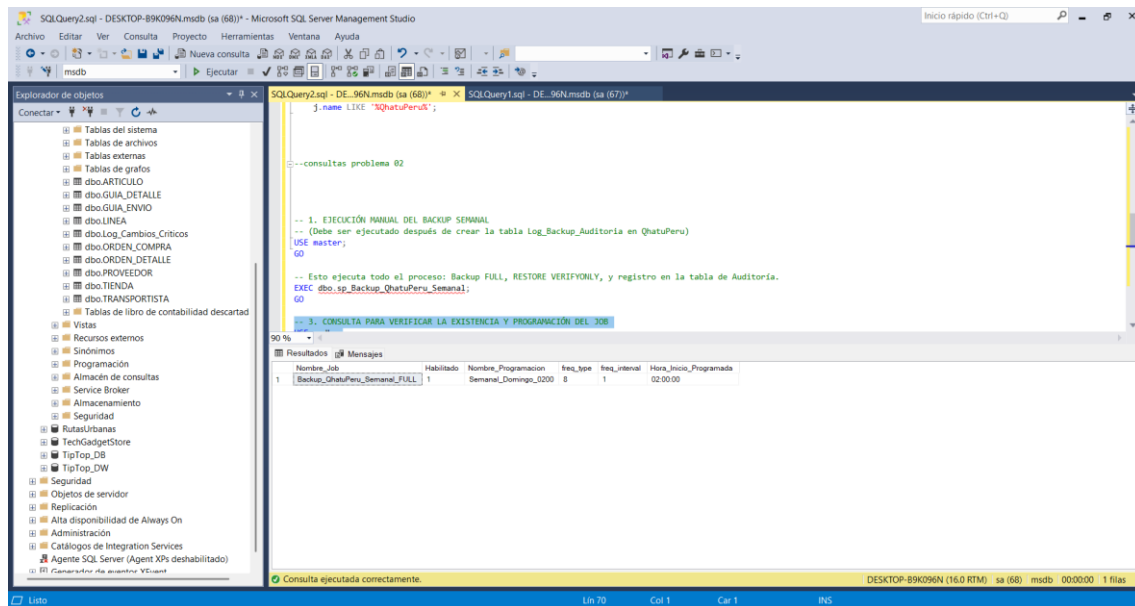 SQLQuery2.sql - DESKTOP-B9K096N.msdb (sa (68))* - Microsoft SQL Server Management Studio
Inicio rápido (Ctrl+Q)
Archivo Editar Ver Consulta Proyecto Herramientas Ventana Ayuda
Nueva consulta
msdb
Ejecutar
Explorador de objetos
Conectar
Tablas del sistema
Tablas de archivos
Tablas externas
Tablas de grafos
dbo.ARTICULO
dbo.GUIA_DETALLE
dbo.GUIA_ENVIO
dbo.LINEA
dbo.Log_Cambios_Criticos
dbo.ORDEN_COMPRA
dbo.ORDEN_DETALLE
dbo.PROVEEDOR
dbo.TIENDA
dbo.TRANSPORTISTA
Tablas de libro de contabilidad descartad
Vistas
Recursos externos
Sinónimos
Programación
Almacén de consultas
Service Broker
Almacenamiento
Seguridad
RutasUrbanas
TechGadgetStore
TipTop_DB
TipTop_DW
Seguridad
Objetos de servidor
Replicación
Alta disponibilidad de Always On
Administración
Catálogos de Integration Services
Agente SQL Server (Agent XPs deshabilitado)
Generador de eventor XEvent
SQLQuery2.sql - DE...96N.msdb (sa (68))* SQLQuery1.sql - DE...96N.msdb (sa (67))*
j.name LIKE '%QhatuPeru%';
--consultas problema 02
-- 1. EJECUCIÓN MANUAL DEL BACKUP SEMANAL
-- (Debe ser ejecutado después de crear la tabla Log_Backup_Auditoria en QhatuPeru)
USE master;
GO
-- Esto ejecuta todo el proceso: Backup FULL, RESTORE VERIFYONLY, y registro en la tabla de Auditoría.
EXEC dbo.sp_Backup_QhatuPeru_Semanal;
GO
-- 3. CONSULTA PARA VERIFICAR LA EXISTENCIA Y PROGRAMACIÓN DEL JOB
90 %
Resultados Mensajes
Nombre_Job Habilitado Nombre_Programacion freq_type freq_interval Hora_Inicio_Programada
1 Backup_QhatuPeru_Semanal_FULL 1 Semanal_Domingo_0200 8 1 02:00:00
Consulta ejecutada correctamente.
DESKTOP-B9K096N (16.0 RTM) sa (68) msdb 00:00:00 1 filas
Listo
Lín 70 Col 1 Car 1 INS